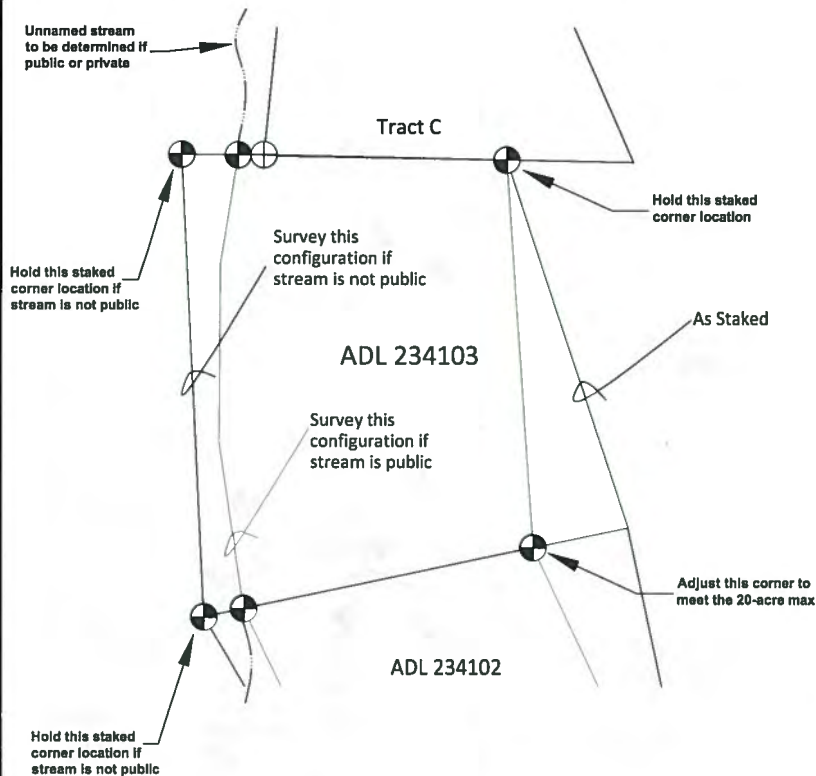 Unnamed stream
to be determined if
public or private
Tract C
Hold this staked
corner location
Survey this
configuration if
stream is not public
Hold this staked
corner location if
stream is not public
As Staked
ADL 234103
Survey this
configuration if
stream is public
Adjust this corner to
meet the 20-acre max
ADL 234102
Hold this staked
corner location if
stream is not public